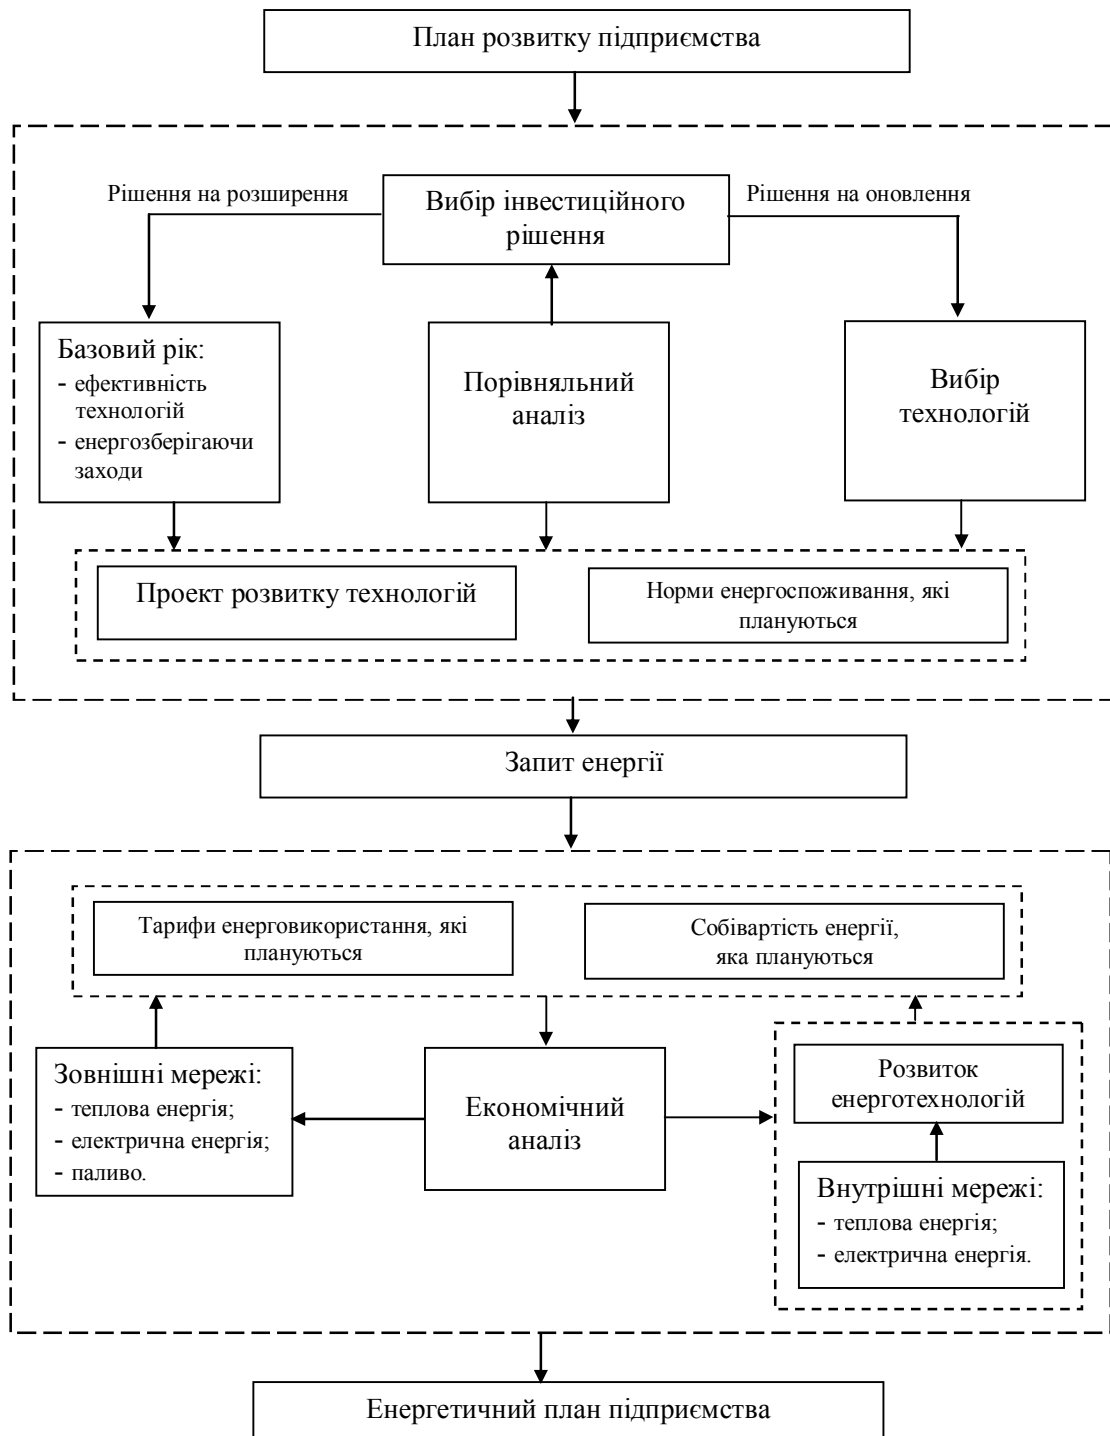 План розвитку підприємства
Рішення на розширення
Вибір інвестиційного
рішення
Рішення на оновлення
Базовий рік:
- ефективність
технологій
- енергозберігаючи
заходи
Порівняльний
аналіз
Вибір
технологій
Проект розвитку технологій
Норми енергоспоживання, які
плануються
Запит енергії
Тарифи енерговикористання, які
плануються
Собівартість енергії,
яка плануються
Зовнішні мережі:
- теплова енергія;
- електрична енергія;
- паливо.
Економічний
аналіз
Розвиток
енерготехнологій
Внутрішні мережі:
- теплова енергія;
- електрична енергія.
Енергетичний план підприємства